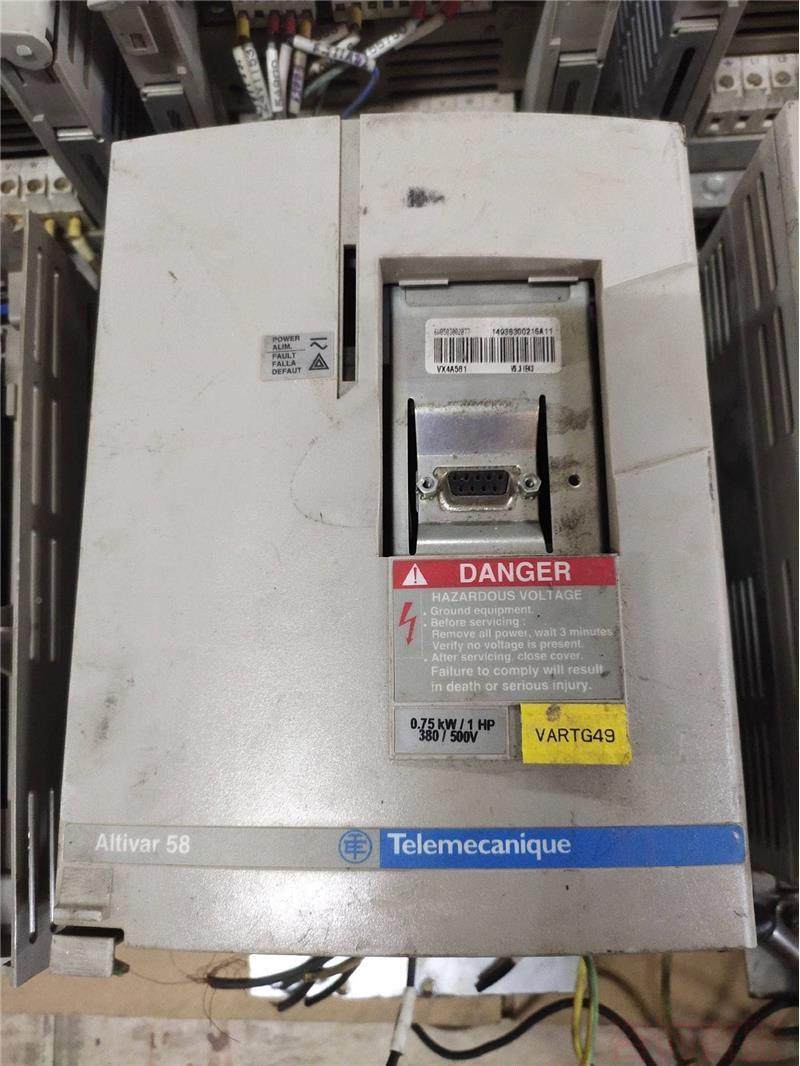 POWER
ALIM.
FAULT
FALLA
DEFAUT
6W0503002077
14938300216A11
VX4A581
DANGER
HAZARDOUS VOLTAGE
. Ground equipment.
. Before servicing :
Remove all power, wait 3 minutes
Verify no voltage is present.
. After servicing, close cover.
Failure to comply will result
in death or serious injury.
0.75 kW / 1 HP
380 / 500V
VARTG49
Altivar 58
Telemecanique